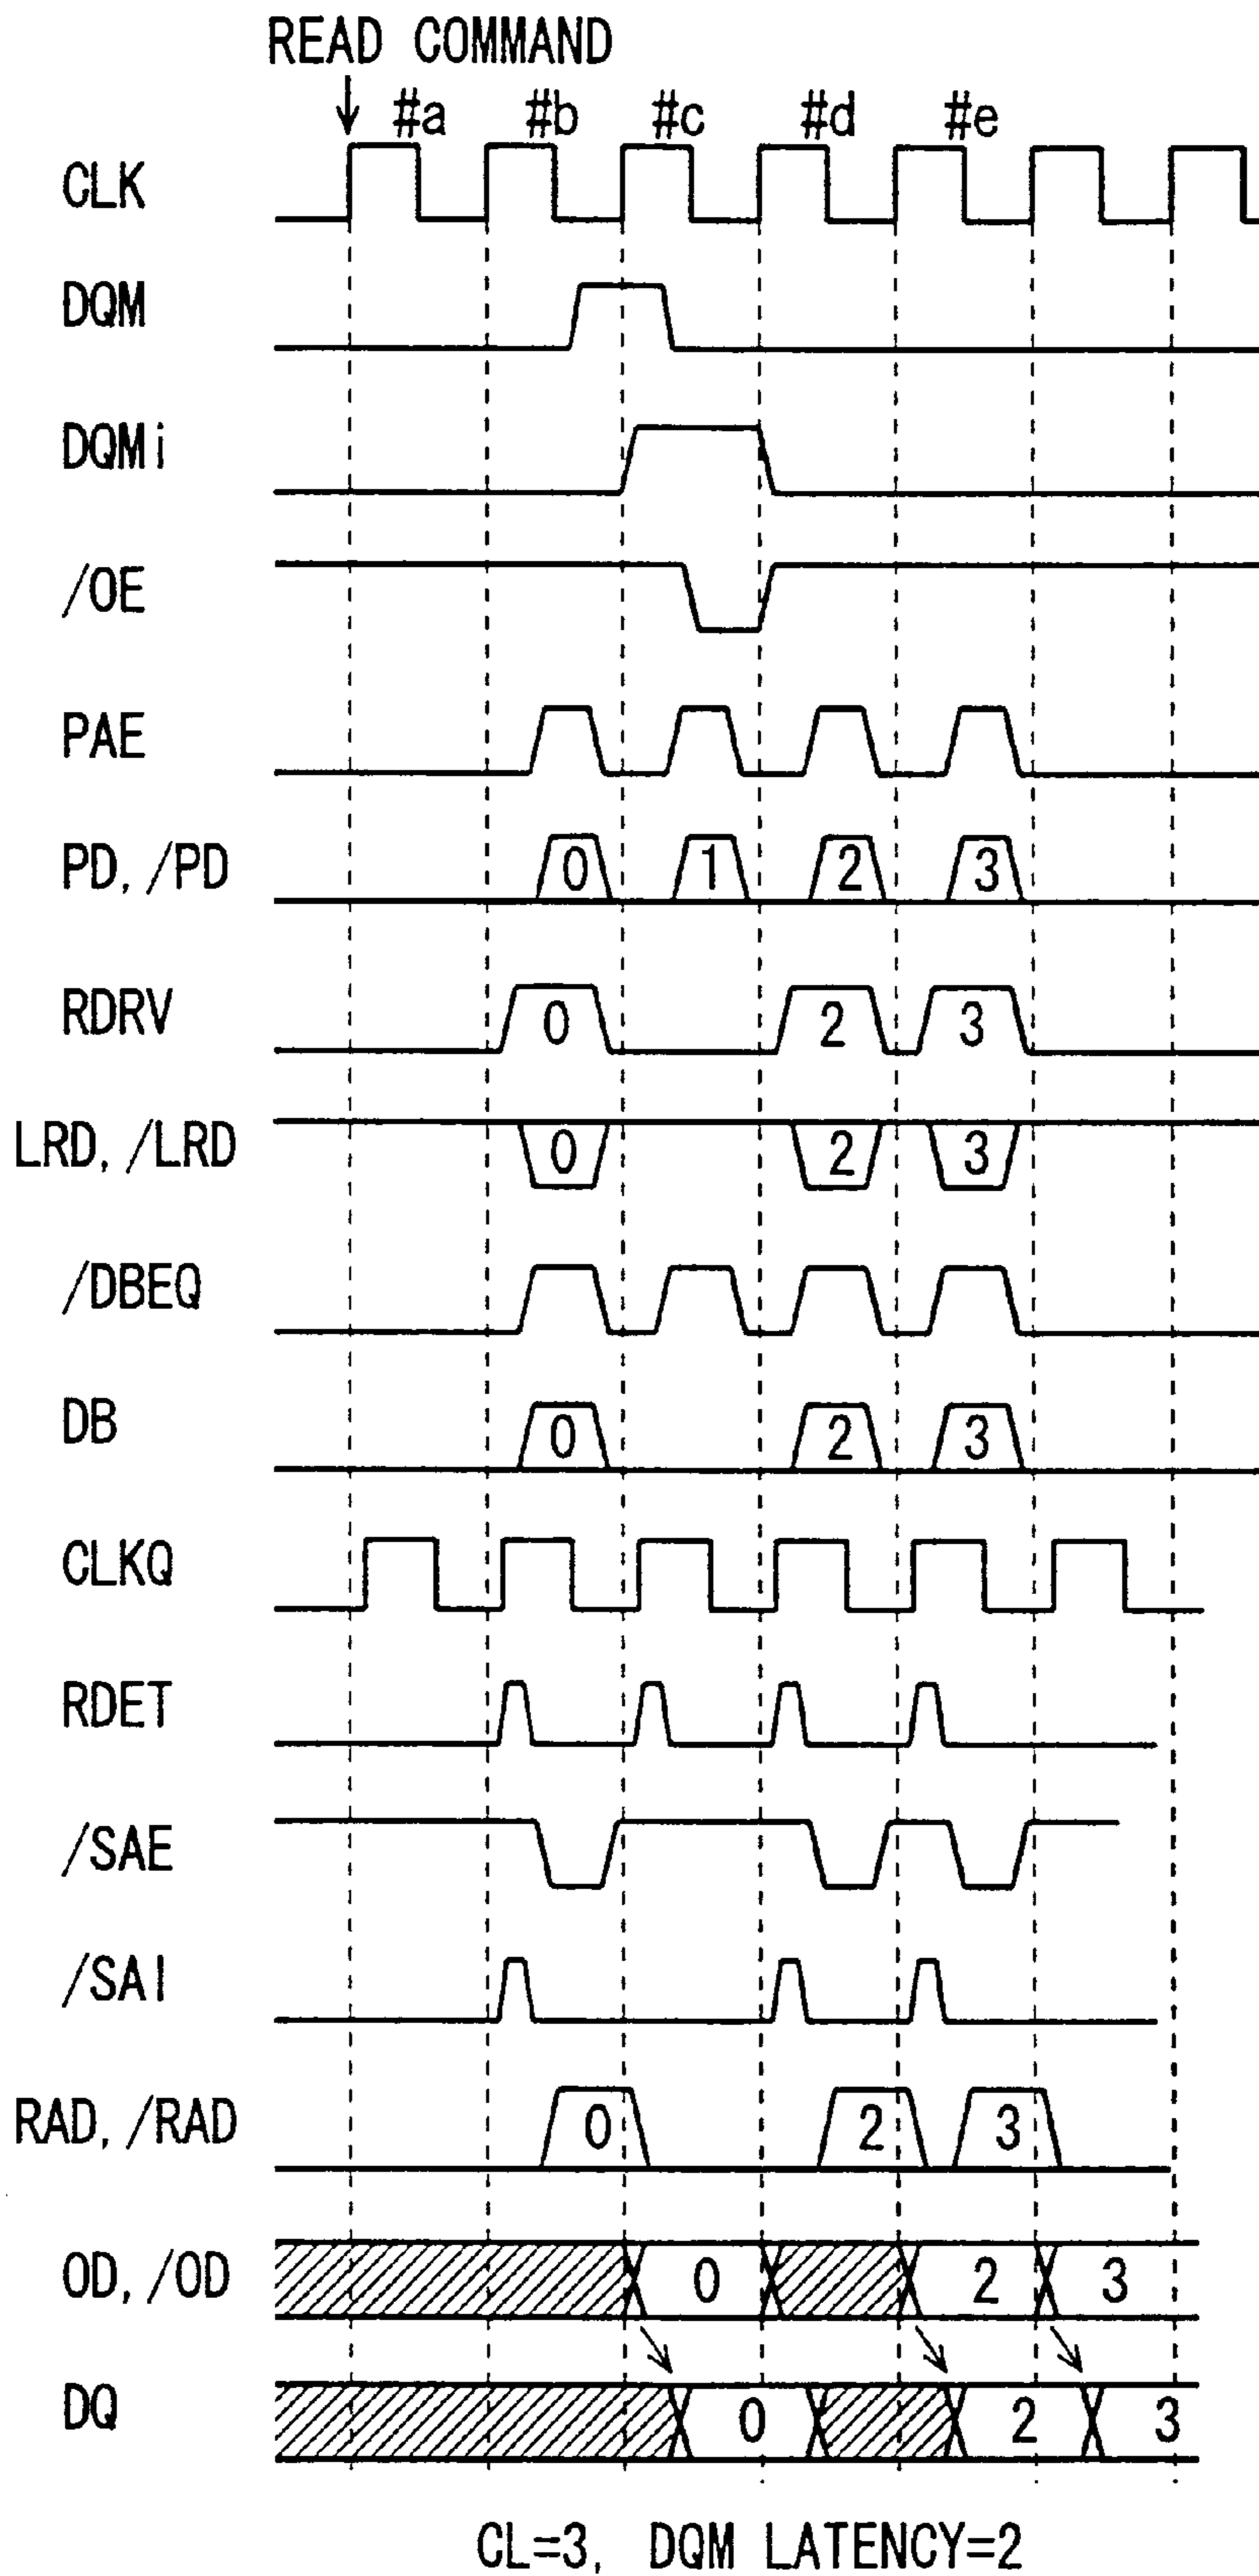 READ COMMAND
#a #b #c #d #e
CLK
DQM
DQMi
/OE
PAE
PD, /PD 0 1 2 3
RDRV 0 2 3
LRD, /LRD 0 2 3
/DBEQ
DB 0 2 3
CLKQ
RDET
/SAE
/SAI
RAD, /RAD 0 2 3
OD, /OD 0 2 3
DQ 0 2 3
CL=3, DQM LATENCY=2